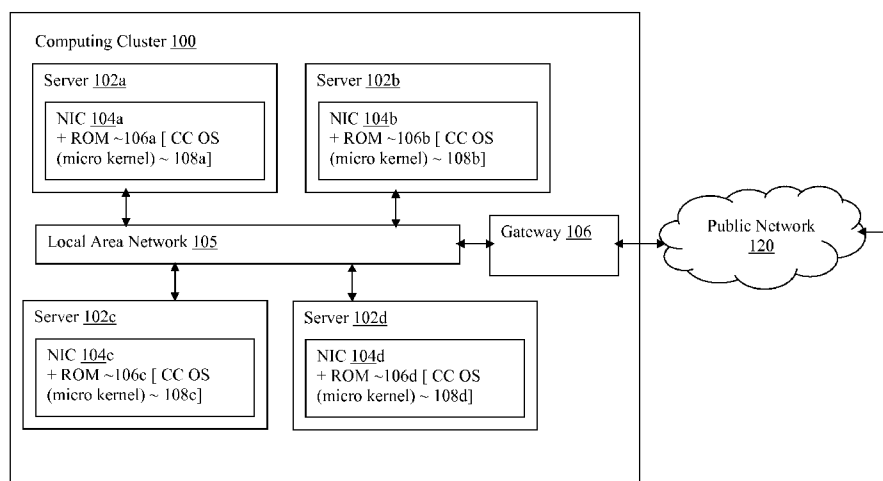 Computing Cluster 100
Server 102a
NIC 104a
+ ROM ~106a [ CC OS
(micro kernel) ~ 108a]
Server 102b
NIC 104b
+ ROM ~106b [ CC OS
(micro kernel) ~ 108b]
Local Area Network 105
Gateway 106
Public Network
120
Server 102c
NIC 104c
+ ROM ~106c [ CC OS
(micro kernel) ~ 108c]
Server 102d
NIC 104d
+ ROM ~106d [ CC OS
(micro kernel) ~ 108d]